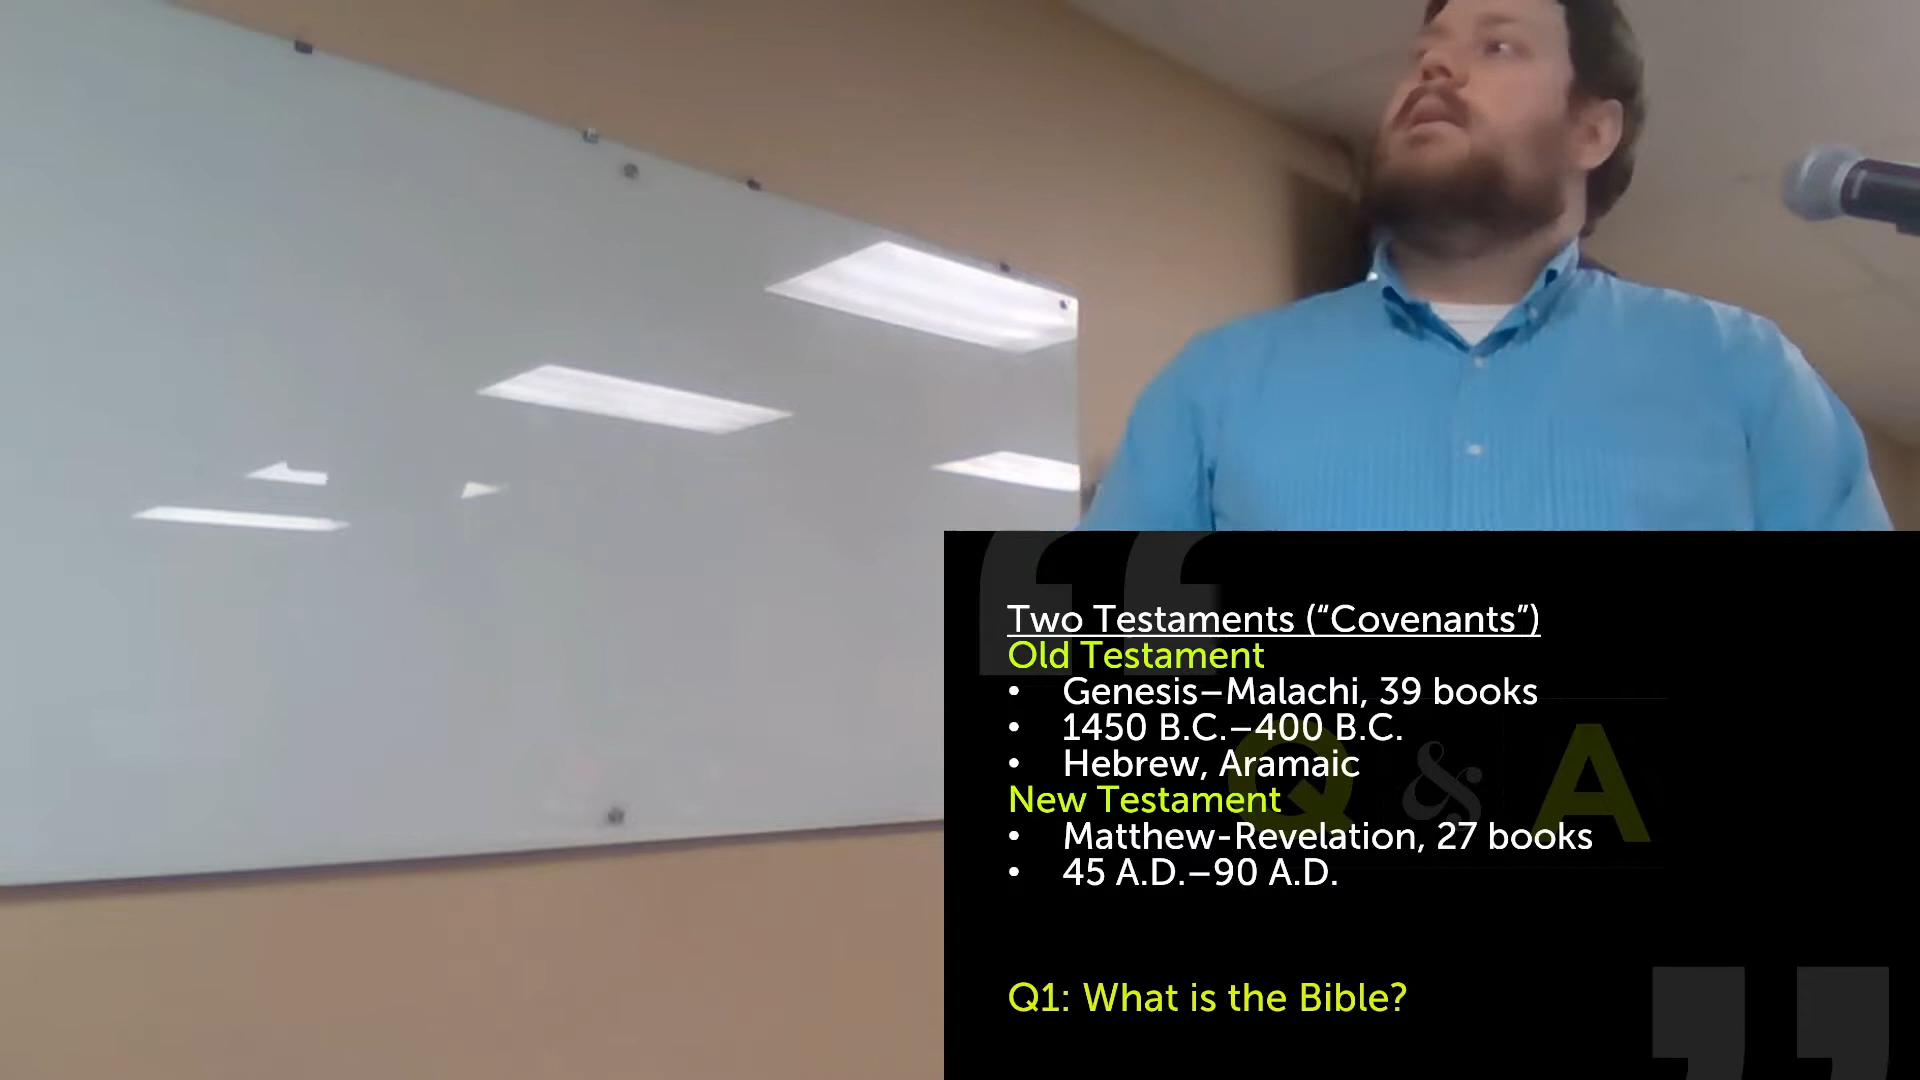 Two Testaments (“Covenants”)
Old Testament
• Genesis–Malachi, 39 books
• 1450 B.C.–400 B.C.
• Hebrew, Aramaic
New Testament
• Matthew-Revelation, 27 books
• 45 A.D.–90 A.D.
Q & A
Q1: What is the Bible?